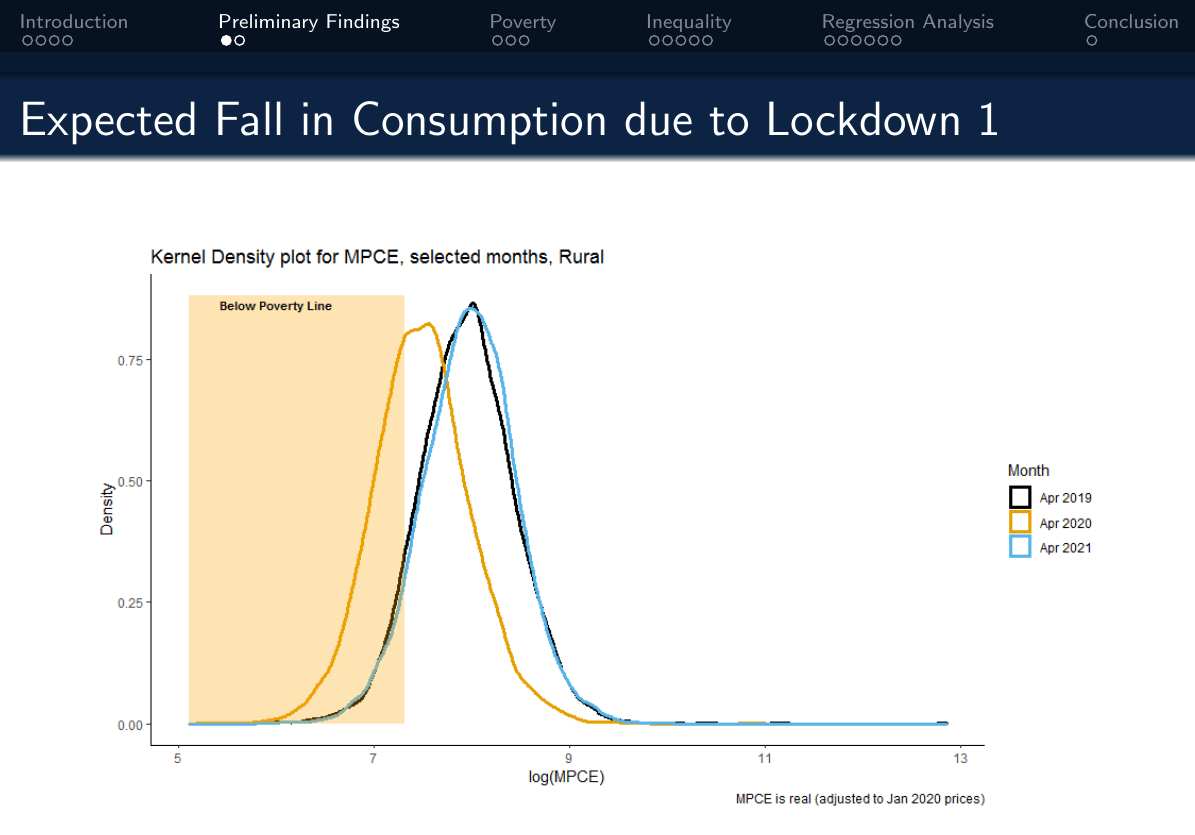 Introduction Preliminary Findings Poverty Inequality Regression Analysis Conclusion
Expected Fall in Consumption due to Lockdown 1
Kernel Density plot for MPCE, selected months, Rural
Below Poverty Line
0.75
0.50
0.25
0.00
Density
5 7 9 11 13
log(MPCE)
Month
Apr 2019
Apr 2020
Apr 2021
MPCE is real (adjusted to Jan 2020 prices)